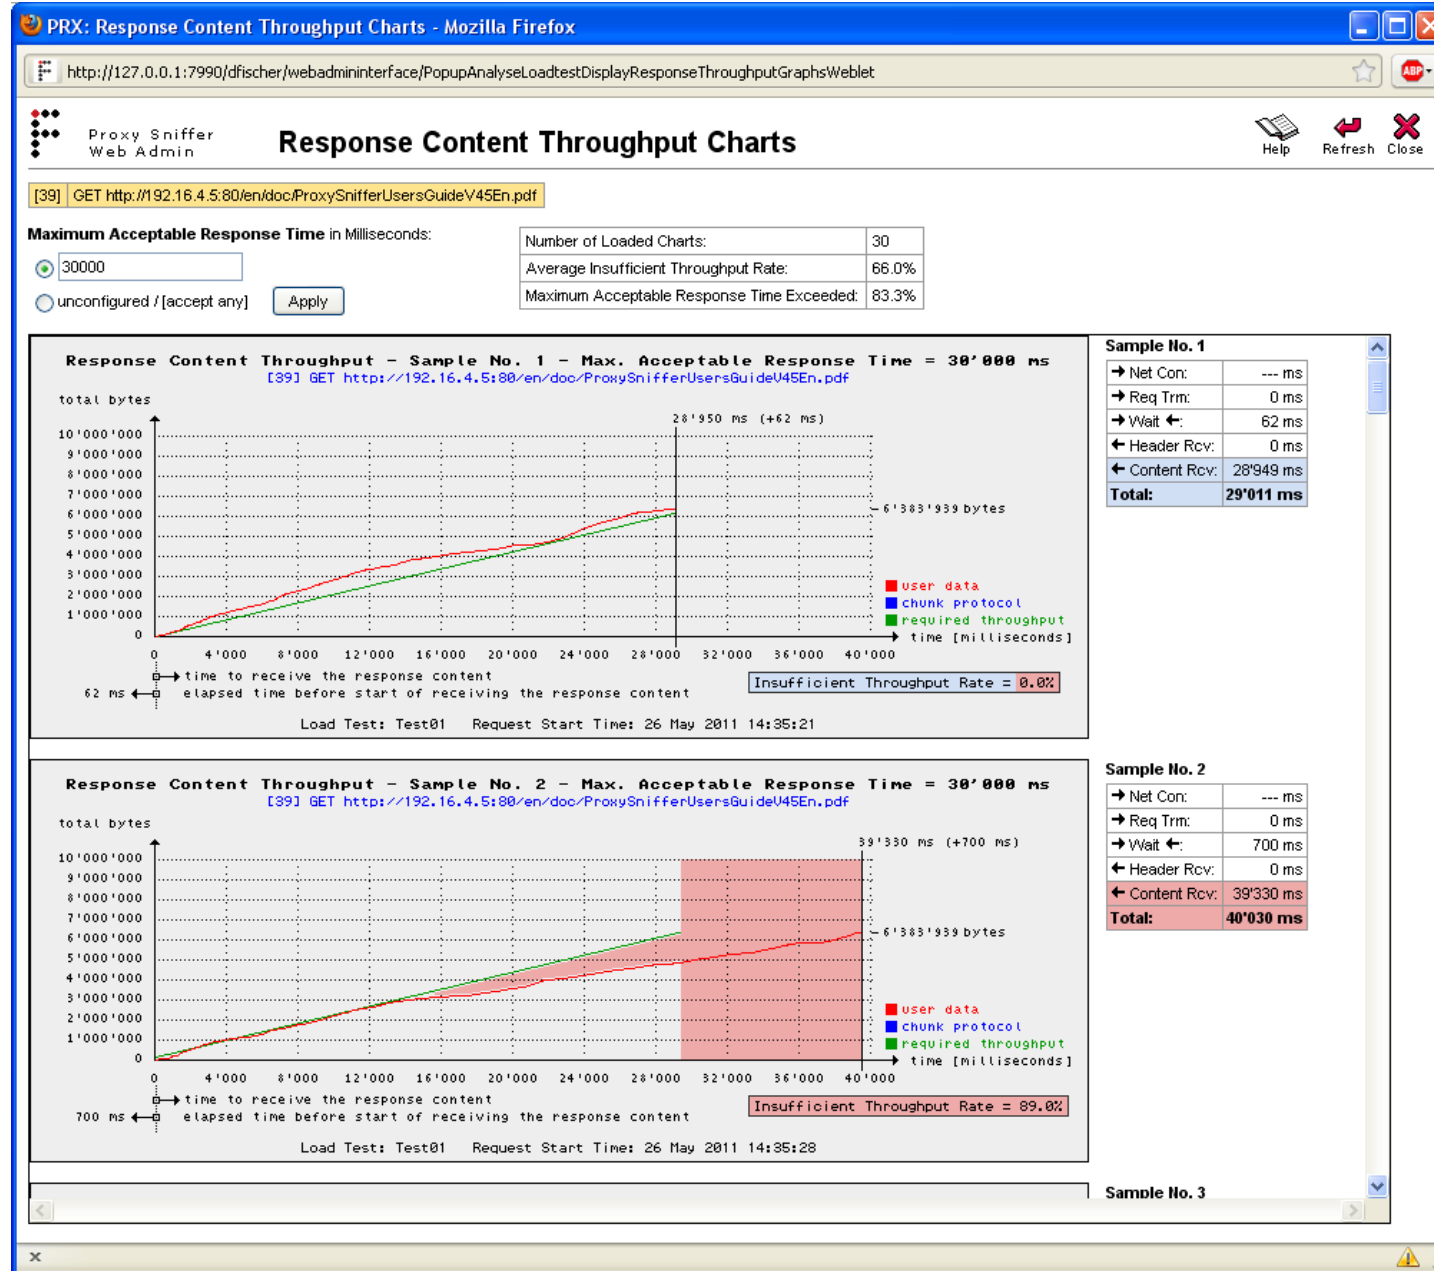 PRX: Response Content Throughput Charts - Mozilla Firefox
http://127.0.0.1:7990/dfischer/webadmininterface/PopupAnalyseLoadtestDisplayResponseThroughputGraphsWeblet
ABP
Proxy Sniffer
Web Admin
Response Content Throughput Charts
Help Refresh Close
[39] GET http://192.16.4.5:80/en/doc/ProxySnifferUsersGuideV45En.pdf
Maximum Acceptable Response Time in Milliseconds:
30000
unconfigured / [accept any] Apply
Number of Loaded Charts: 30
Average Insufficient Throughput Rate: 66.0%
Maximum Acceptable Response Time Exceeded: 83.3%
Response Content Throughput - Sample No. 1 - Max. Acceptable Response Time = 30'000 ms
[39] GET http://192.16.4.5:80/en/doc/ProxySnifferUsersGuideV45En.pdf
total bytes
28'950 ms (+62 ms)
10'000'000
9'000'000
8'000'000
7'000'000
6'000'000
5'000'000
4'000'000
3'000'000
2'000'000
1'000'000
0
6'383'939 bytes
user data
chunk protocol
required throughput
time [milliseconds]
0 4'000 8'000 12'000 16'000 20'000 24'000 28'000 32'000 36'000 40'000
time to receive the response content
62 ms elapsed time before start of receiving the response content
Insufficient Throughput Rate = 0.0%
Load Test: Test01 Request Start Time: 26 May 2011 14:35:21
Sample No. 1
Net Con: --- ms
Req Trm: 0 ms
Wait : 62 ms
Header Rcv: 0 ms
Content Rcv: 28'949 ms
Total: 29'011 ms
Response Content Throughput - Sample No. 2 - Max. Acceptable Response Time = 30'000 ms
[39] GET http://192.16.4.5:80/en/doc/ProxySnifferUsersGuideV45En.pdf
total bytes
39'330 ms (+700 ms)
10'000'000
9'000'000
8'000'000
7'000'000
6'000'000
5'000'000
4'000'000
3'000'000
2'000'000
1'000'000
0
6'383'939 bytes
user data
chunk protocol
required throughput
time [milliseconds]
0 4'000 8'000 12'000 16'000 20'000 24'000 28'000 32'000 36'000 40'000
time to receive the response content
700 ms elapsed time before start of receiving the response content
Insufficient Throughput Rate = 89.0%
Load Test: Test01 Request Start Time: 26 May 2011 14:35:28
Sample No. 2
Net Con: --- ms
Req Trm: 0 ms
Wait : 700 ms
Header Rcv: 0 ms
Content Rcv: 39'330 ms
Total: 40'030 ms
Sample No. 3